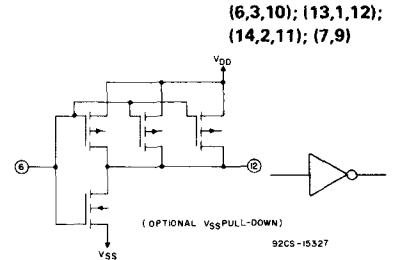 (6,3,10); (13,1,12);
(14,2,11); (7,9)
VDD
6
12
(OPTIONAL VSS PULL-DOWN)
VSS
92CS-15327